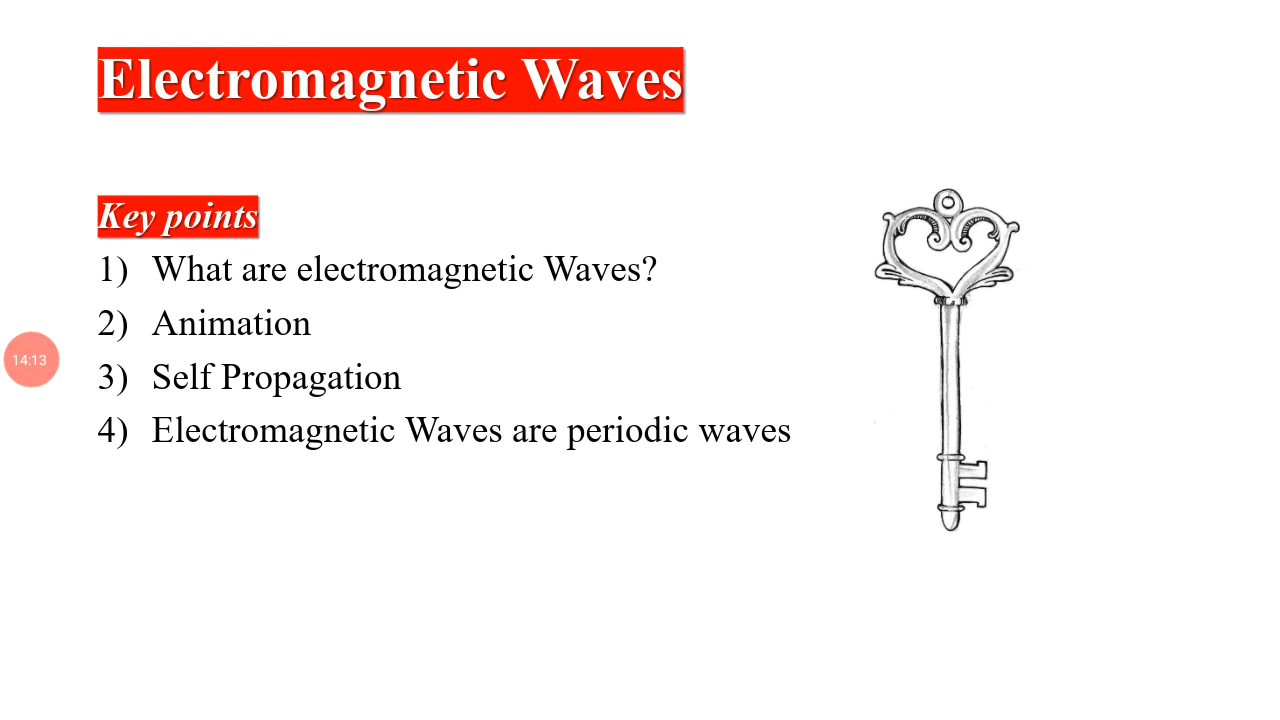 Electromagnetic Waves
Key points
1) What are electromagnetic Waves?
2) Animation
14:13
3) Self Propagation
4) Electromagnetic Waves are periodic waves